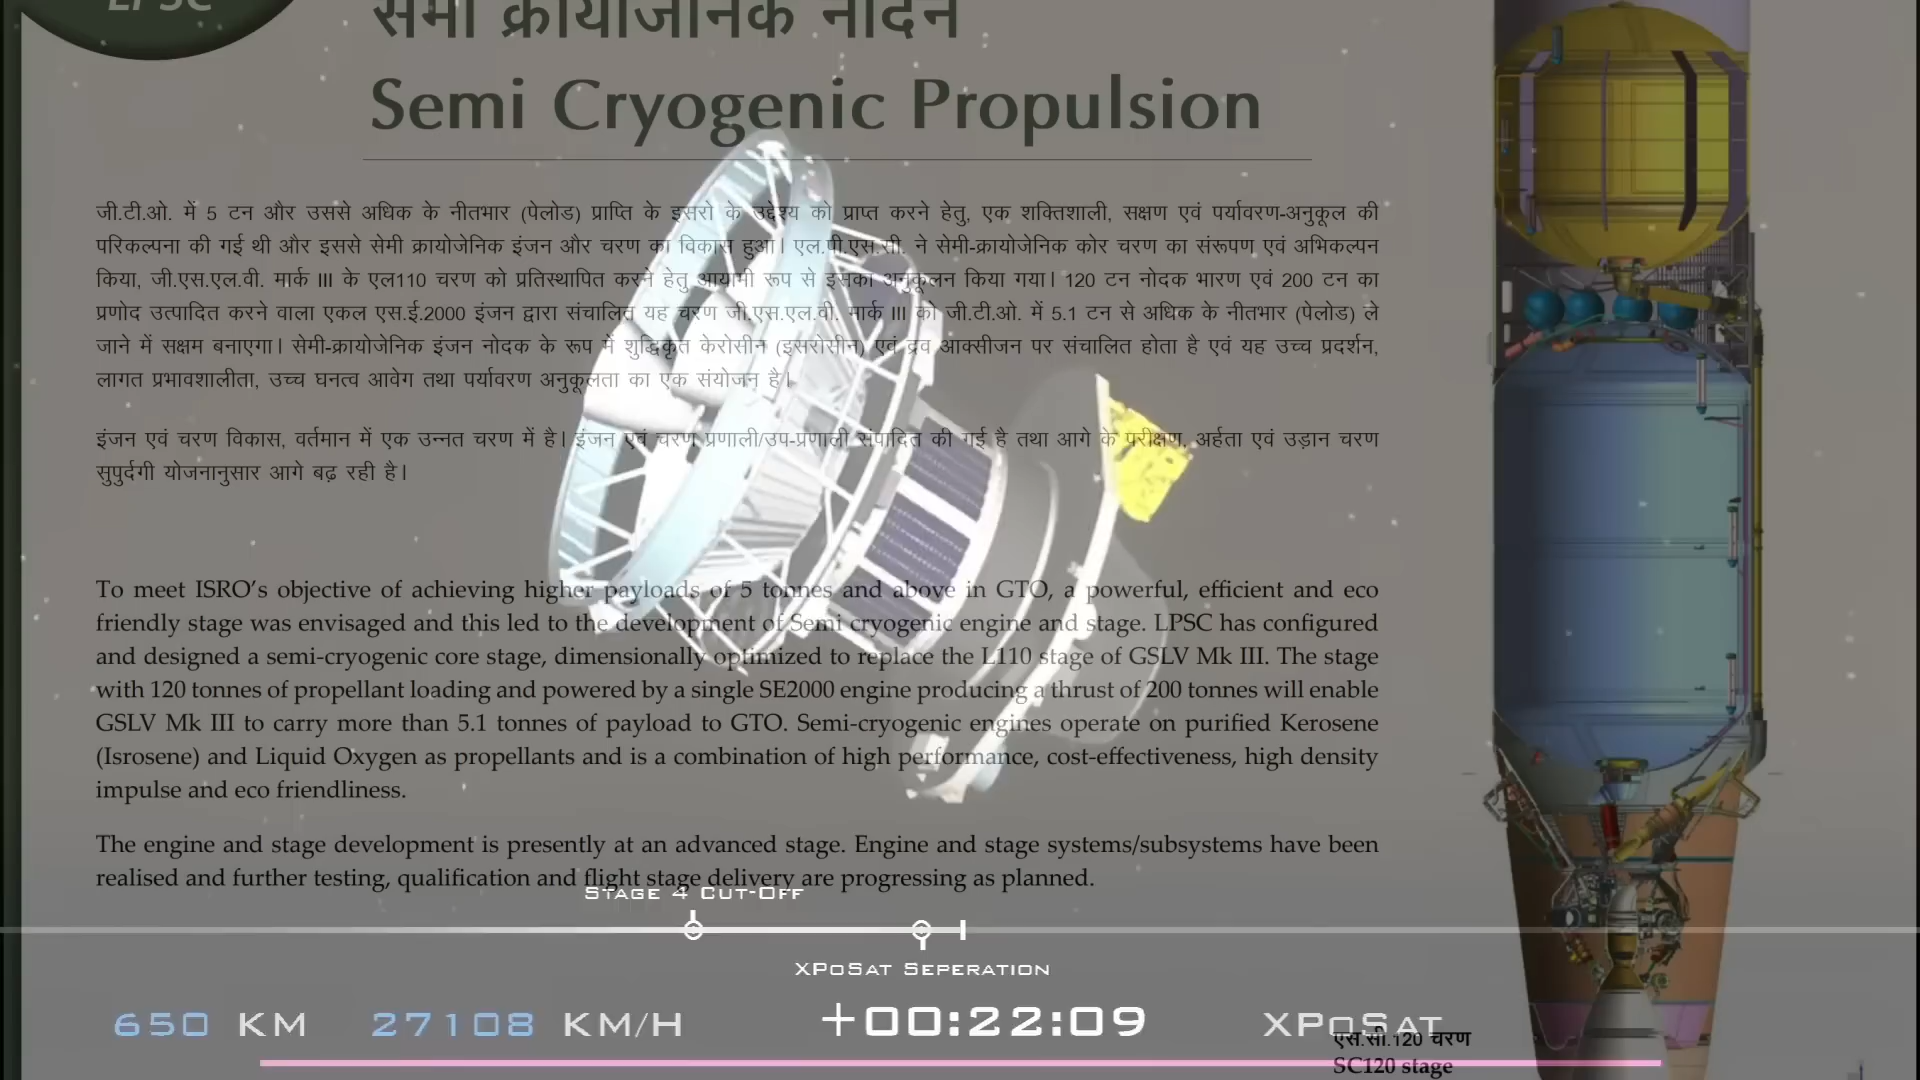 LPSC
सेमी क्रायोजेनिक नोदन
Semi Cryogenic Propulsion
जी.टी.ओ. में 5 टन और उससे अधिक के नीतभार (पेलोड) प्राप्ति के इसरो के उद्देश्य को प्राप्त करने हेतु, एक शक्तिशाली, सक्षण एवं पर्यावरण-अनुकूल की
परिकल्पना की गई थी और इससे सेमी क्रायोजेनिक इंजन और चरण का विकास हुआ। एल.पी.एस.सी. ने सेमी-क्रायोजेनिक कोर चरण का संरूपण एवं अभिकल्पन
किया, जी.एस.एल.वी. मार्क III के एल110 चरण को प्रतिस्थापित करने हेतु आयामी रूप से इसका अनुकूलन किया गया। 120 टन नोदक भारण एवं 200 टन का
प्रणोद उत्पादित करने वाला एकल एस.ई.2000 इंजन द्वारा संचालित यह चरण जी.एस.एल.वी. मार्क III को जी.टी.ओ. में 5.1 टन से अधिक के नीतभार (पेलोड) ले
जाने में सक्षम बनाएगा। सेमी-क्रायोजेनिक इंजन नोदक के रूप में शुद्धिकृत केरोसीन (इसरोसीन) एवं द्रव आक्सीजन पर संचालित होता है एवं यह उच्च प्रदर्शन,
लागत प्रभावशालीता, उच्च घनत्व आवेग तथा पर्यावरण अनुकूलता का एक संयोजन है।
इंजन एवं चरण विकास, वर्तमान में एक उन्नत चरण में है। इंजन एवं चरण प्रणाली/उप-प्रणाली संपादित की गई है तथा आगे के परीक्षण, अर्हता एवं उड़ान चरण
सुपुर्दगी योजनानुसार आगे बढ़ रही है।
To meet ISRO’s objective of achieving higher payloads of 5 tonnes and above in GTO, a powerful, efficient and eco
friendly stage was envisaged and this led to the development of Semi cryogenic engine and stage. LPSC has configured
and designed a semi-cryogenic core stage, dimensionally optimized to replace the L110 stage of GSLV Mk III. The stage
with 120 tonnes of propellant loading and powered by a single SE2000 engine producing a thrust of 200 tonnes will enable
GSLV Mk III to carry more than 5.1 tonnes of payload to GTO. Semi-cryogenic engines operate on purified Kerosene
(Isrosene) and Liquid Oxygen as propellants and is a combination of high performance, cost-effectiveness, high density
impulse and eco friendliness.
The engine and stage development is presently at an advanced stage. Engine and stage systems/subsystems have been
realised and further testing, qualification and flight stage delivery are progressing as planned.
Stage 4 Cut-Off
XPoSat Seperation
650 KM 27108 KM/H +00:22:09 XPoSat
एस.सी.120 चरण
SC120 stage